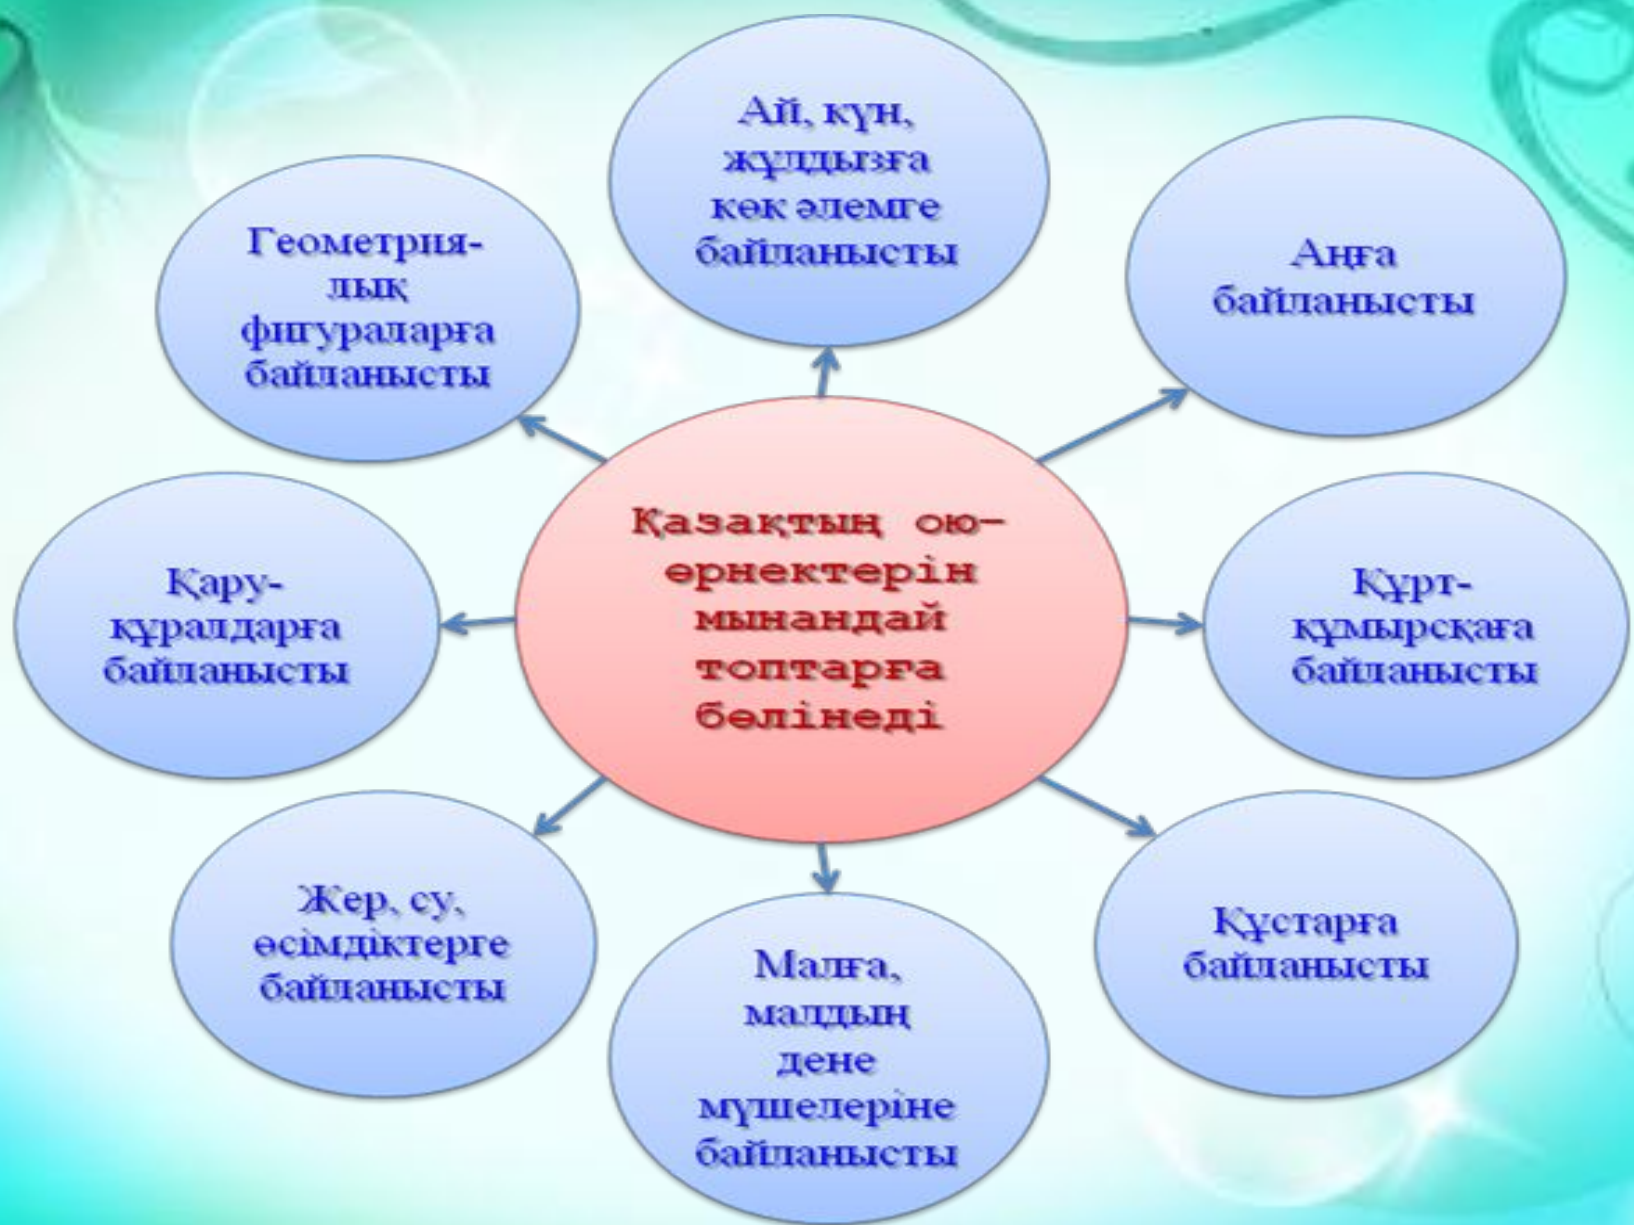 Ай, күн,
жұлдызға
көк әлемге
байланысты
Аңға
байланысты
Құрт-
құмырсқаға
байланысты
Құстарға
байланысты
Малға,
малдың
дене
мүшелеріне
байланысты
Жер, су,
өсімдіктерге
байланысты
Қару-
құралдарға
байланысты
Геометрия-
лық
фигураларға
байланысты
Қазақтың ою-
өрнектерін
мынандай
топтарға
бөлінеді